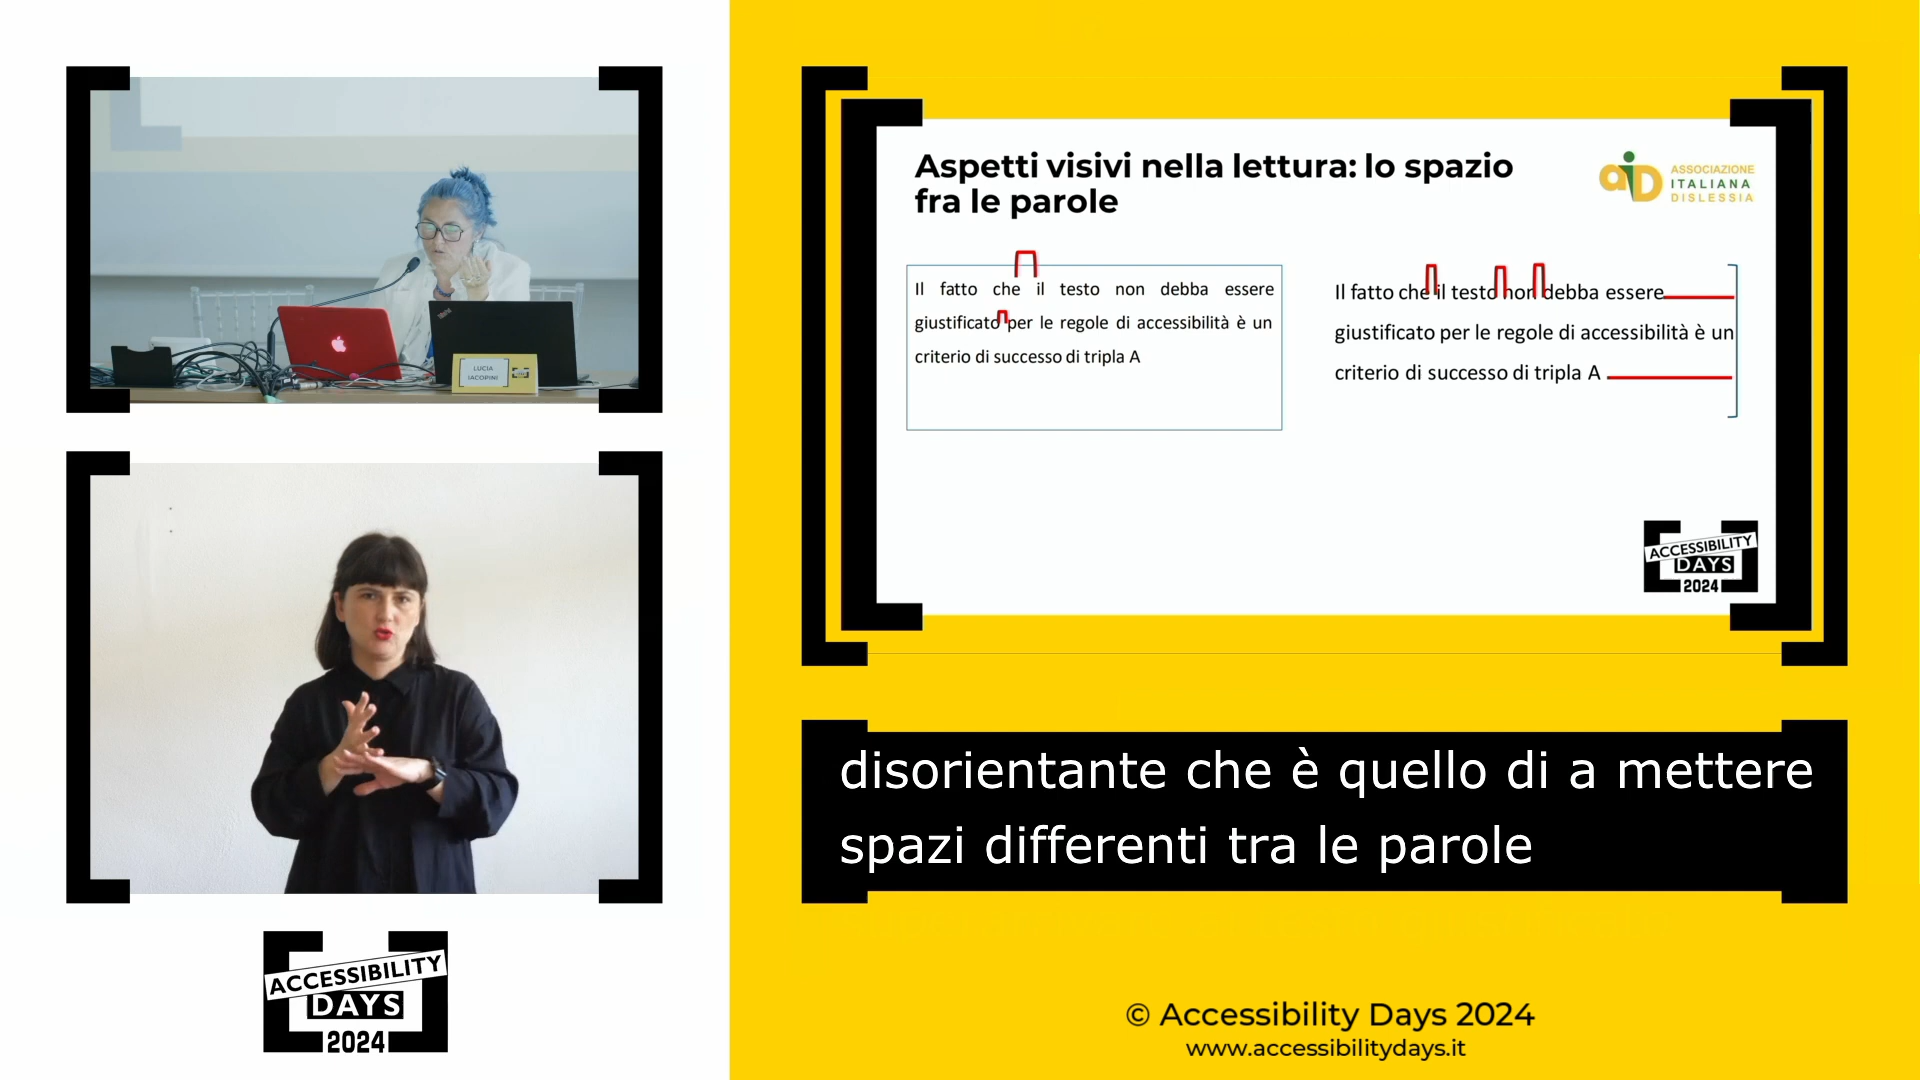 LUCIA
IACOPINI
ACCESSIBILITY
DAYS
2024
Aspetti visivi nella lettura: lo spazio
fra le parole
aiD
ASSOCIAZIONE
ITALIANA
DISLESSIA
Il fatto che il testo non debba essere
giustificato per le regole di accessibilità è un
criterio di successo di tripla A
Il fatto che il testo non debba essere
giustificato per le regole di accessibilità è un
criterio di successo di tripla A
ACCESSIBILITY
DAYS
2024
disorientante che è quello di a mettere
spazi differenti tra le parole
© Accessibility Days 2024
www.accessibilitydays.it